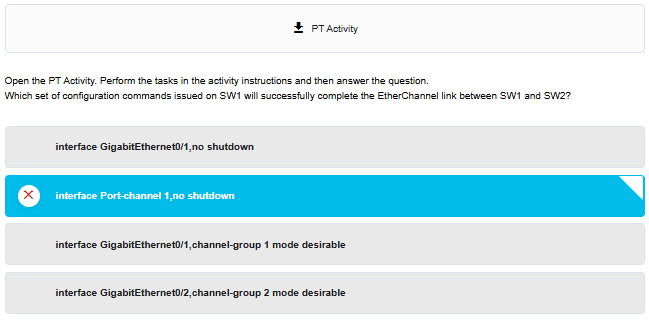 PT Activity
Open the PT Activity. Perform the tasks in the activity instructions and then answer the question.
Which set of configuration commands issued on SW1 will successfully complete the EtherChannel link between SW1 and SW2?
interface GigabitEthernet0/1,no shutdown
interface Port-channel 1,no shutdown
interface GigabitEthernet0/1,channel-group 1 mode desirable
interface GigabitEthernet0/2,channel-group 2 mode desirable